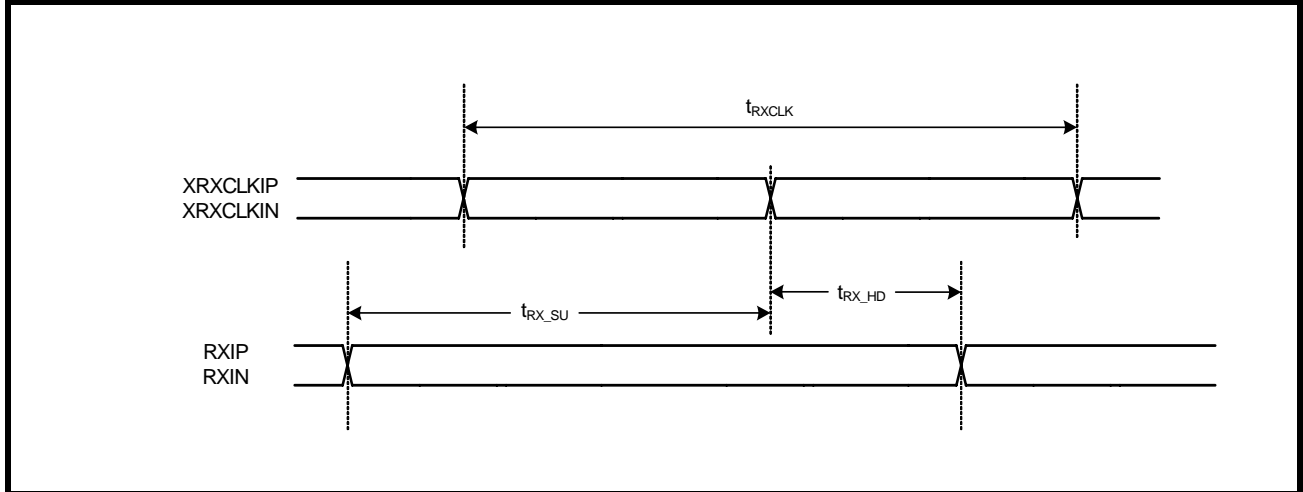 tRXCLK
XRXCLKIP
XRXCLKIN
tRX_HD
tRX_SU
RXIP
RXIN